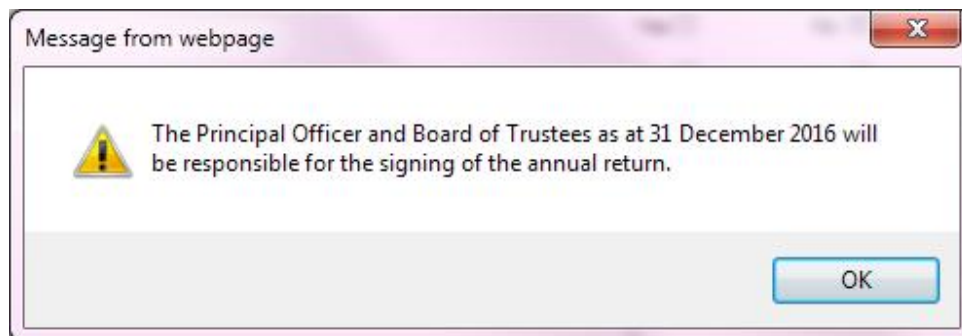 Message from webpage
The Principal Officer and Board of Trustees as at 31 December 2016 will
be responsible for the signing of the annual return.
OK